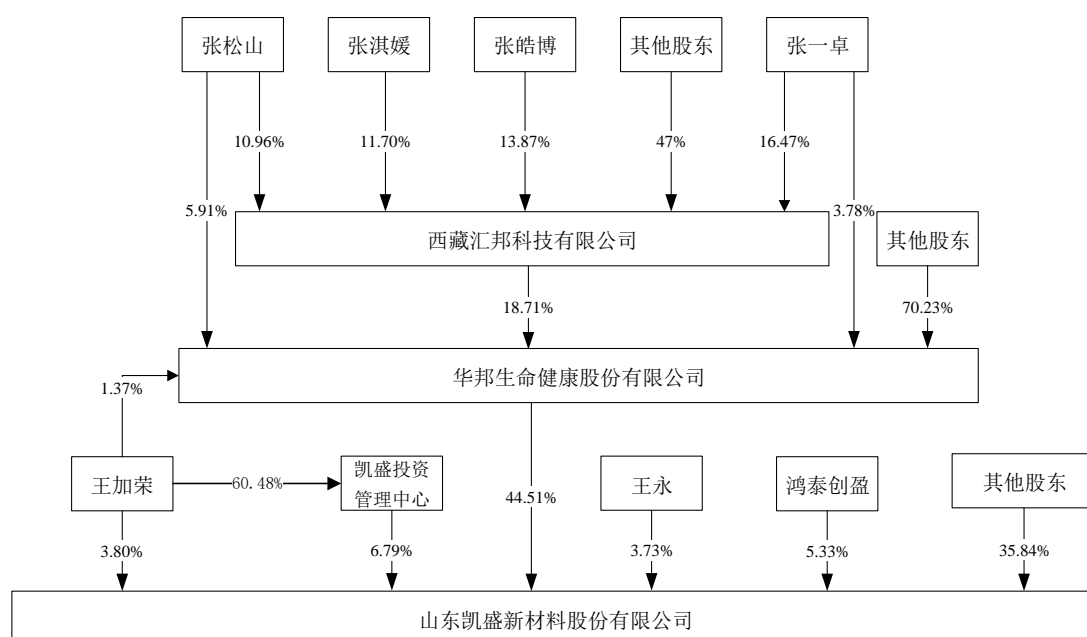 张松山
张淇媛
张皓博
其他股东
张一卓
10.96%
11.70%
13.87%
47%
16.47%
5.91%
3.78%
西藏汇邦科技有限公司
其他股东
18.71%
70.23%
华邦生命健康股份有限公司
1.37%
王加荣
60.48%
凯盛投资
管理中心
44.51%
王永
鸿泰创盈
其他股东
3.80%
6.79%
3.73%
5.33%
35.84%
山东凯盛新材料股份有限公司